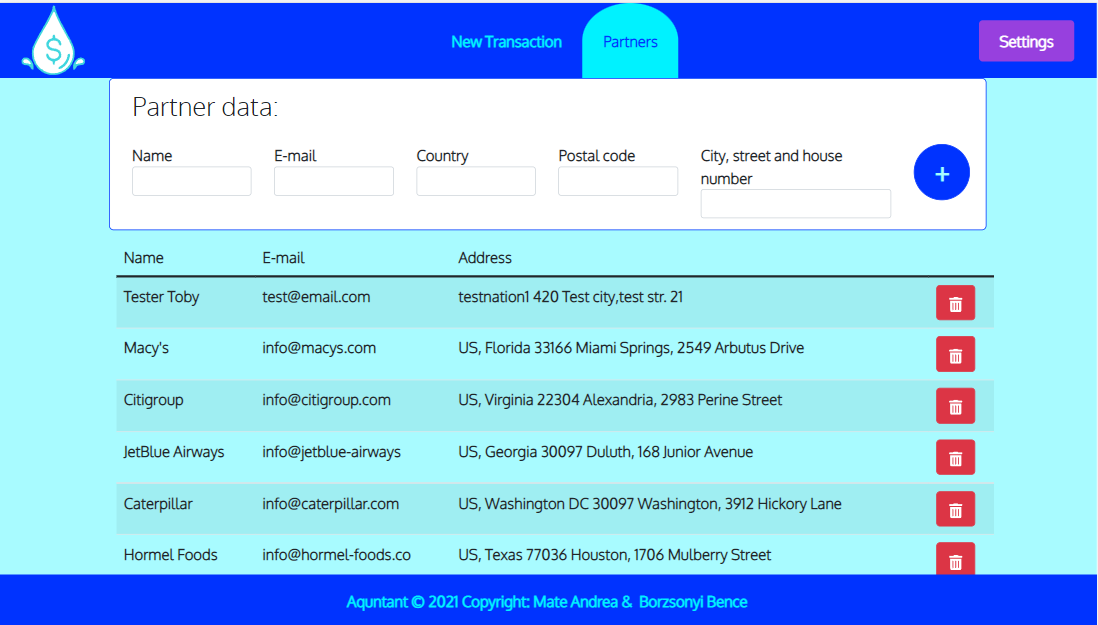 $
New Transaction Partners Settings
Partner data:
Name E-mail Country Postal code City, street and house
number
+
Name E-mail Address
Tester Toby test@email.com testnation1 420 Test city,test str. 21
Macy's info@macys.com US, Florida 33166 Miami Springs, 2549 Arbutus Drive
Citigroup info@citigroup.com US, Virginia 22304 Alexandria, 2983 Perine Street
JetBlue Airways info@jetblue-airways US, Georgia 30097 Duluth, 168 Junior Avenue
Caterpillar info@caterpillar.com US, Washington DC 30097 Washington, 3912 Hickory Lane
Hormel Foods info@hormel-foods.co US, Texas 77036 Houston, 1706 Mulberry Street
Aquntant © 2021 Copyright: Mate Andrea & Borzsonyi Bence